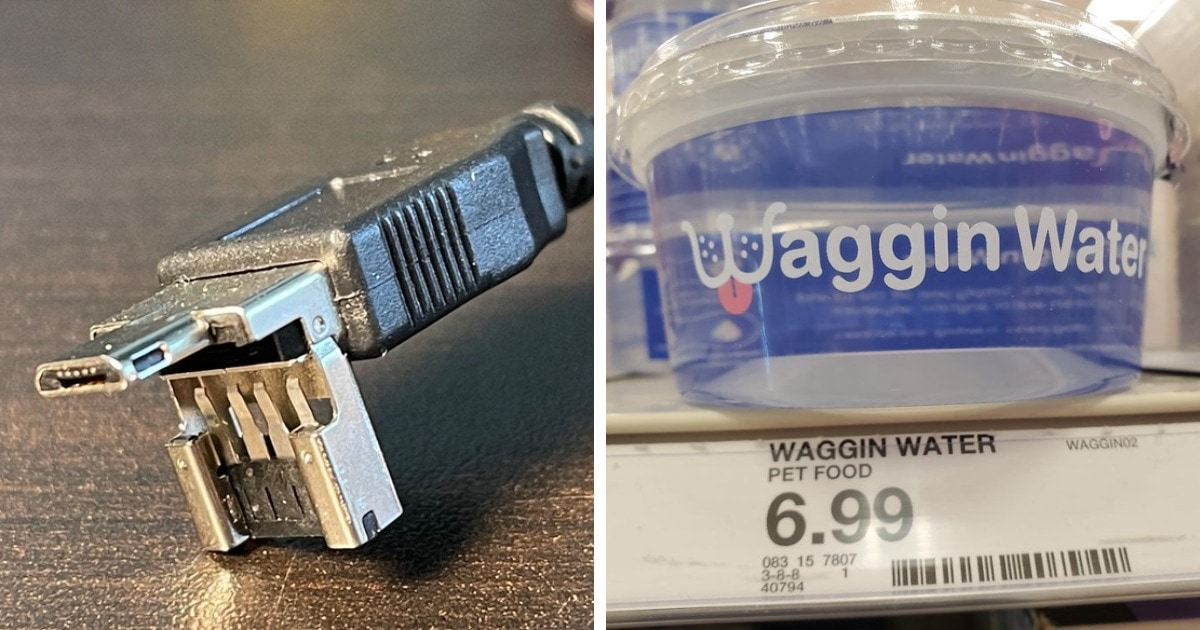 Waggin Water
WAGGIN WATER
WAGGIN02
PET FOOD
6.99
083 15 7807
3-8-8 1
40794